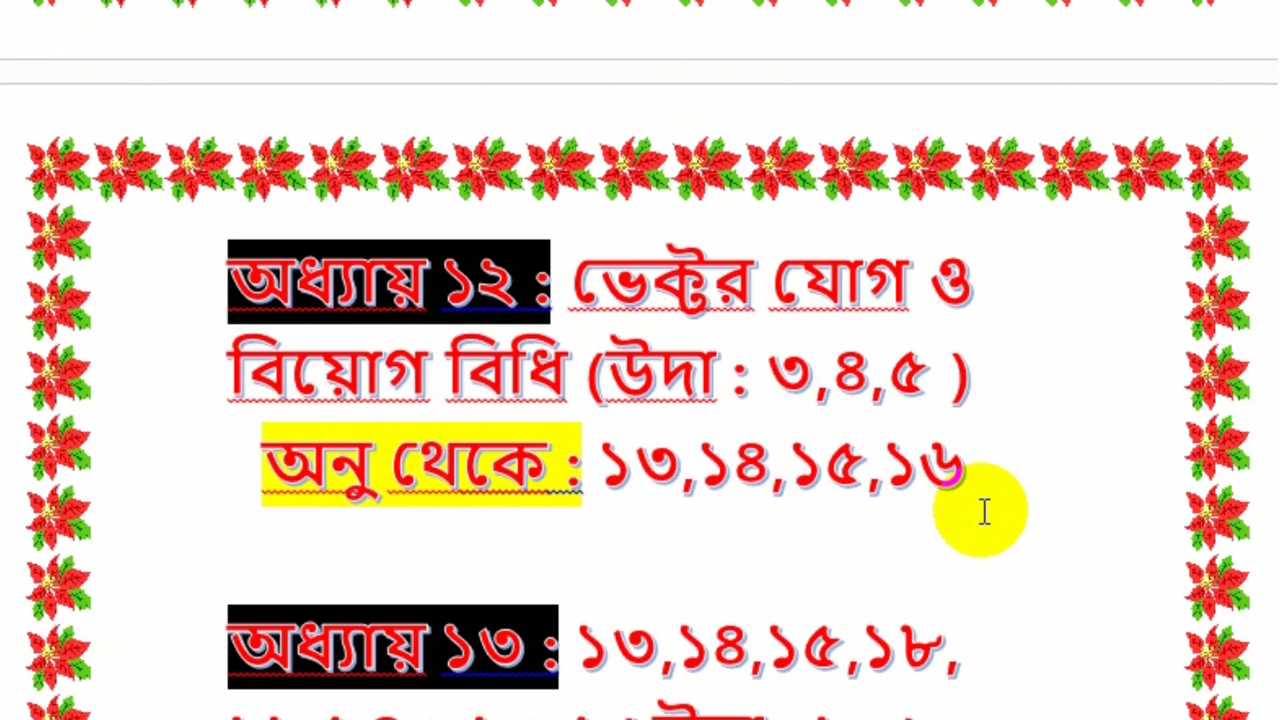 অধ্যায় ১২ : ভেক্টর যোগ ও
বিয়োগ বিধি (উদা : ৩,৪,৫ )
অনু থেকে : ১৩,১৪,১৫,১৬
অধ্যায় ১৩ : ১৩,১৪,১৫,১৮,